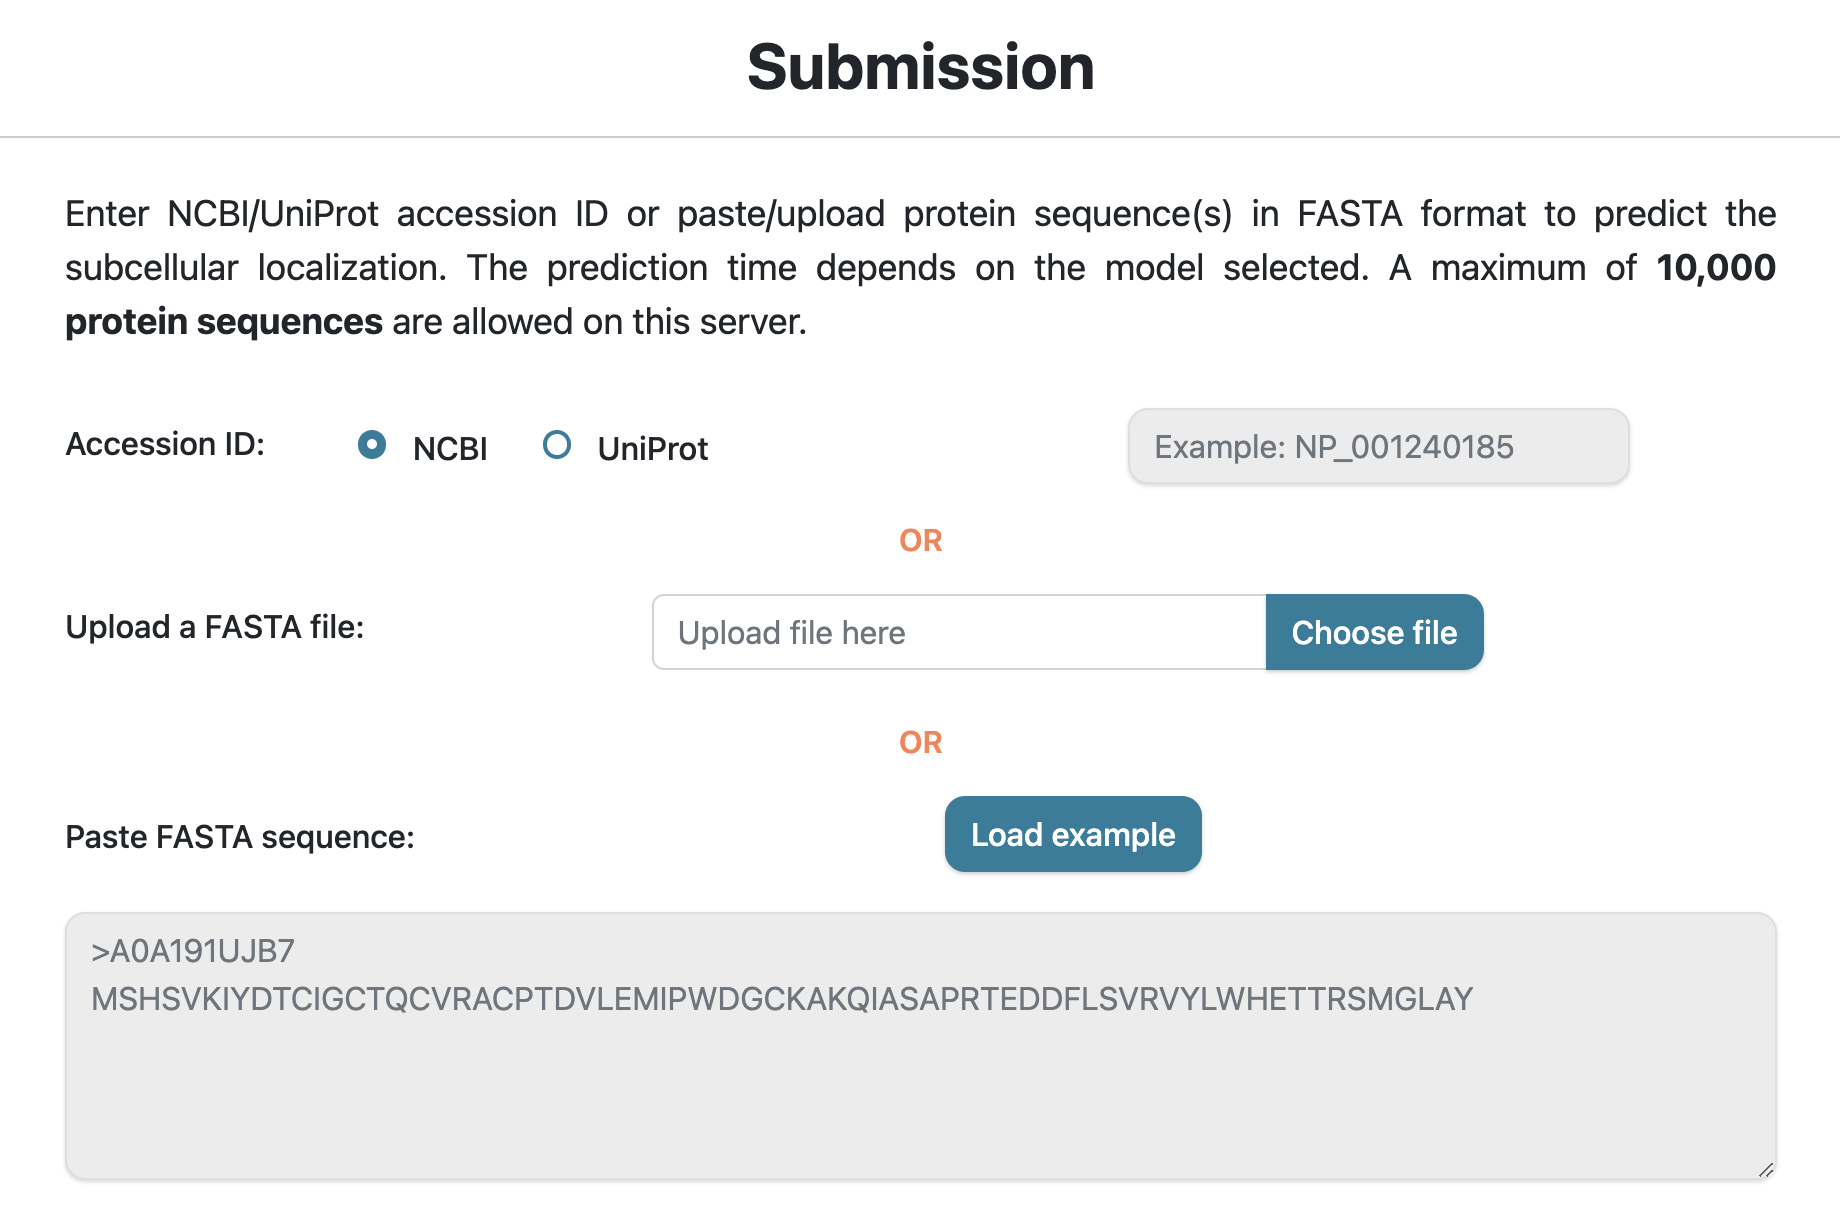 Submission
Enter NCBI/UniProt accession ID or paste/upload protein sequence(s) in FASTA format to predict the
subcellular localization. The prediction time depends on the model selected. A maximum of 10,000
protein sequences are allowed on this server.
Accession ID: NCBI UniProt Example: NP_001240185
OR
Upload a FASTA file: Upload file here Choose file
OR
Paste FASTA sequence: Load example
>A0A191UJB7
MSHSVKIYDTCIGCTQCVRACPTDVLEMIPWDGCKAKQIASAPRTEDDFLSVRVYLWHETTRSMGLAY